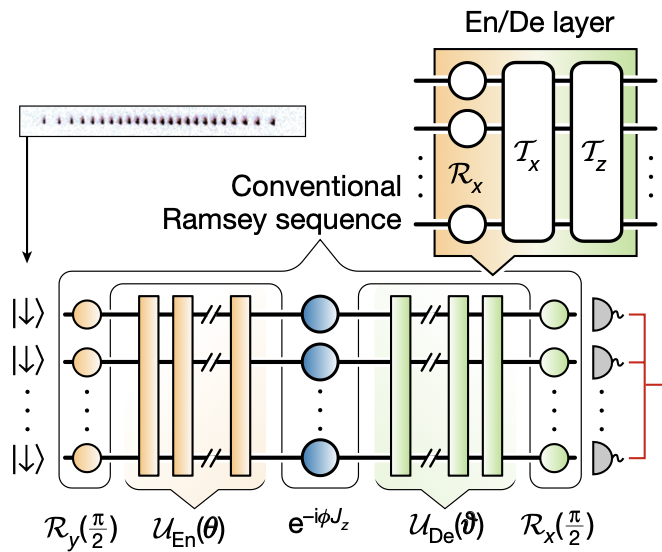 En/De layer
ℛₓ 𝒯ₓ 𝒯_z
Conventional
Ramsey sequence
|↓⟩
|↓⟩
|↓⟩
ℛ_y(π/2) 𝒰_En(θ) e^{−iϕJ_z} 𝒰_De(ϑ) ℛₓ(π/2)